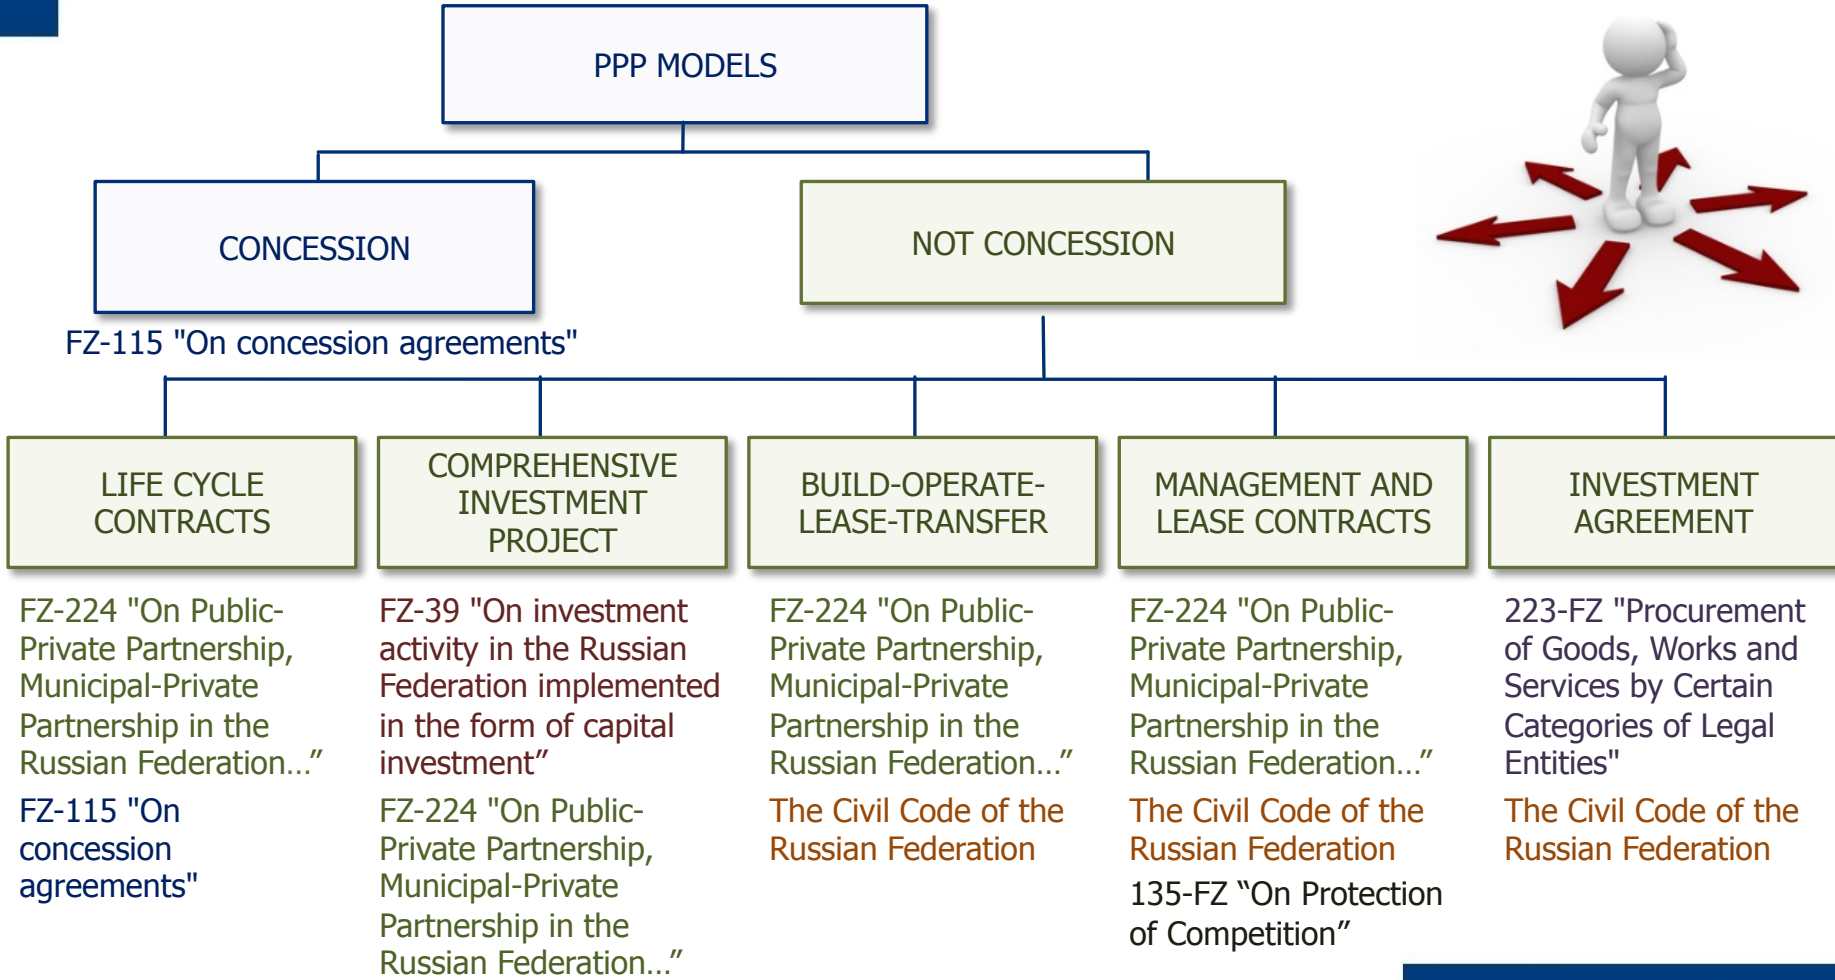 PPP MODELS
CONCESSION
NOT CONCESSION
FZ-115 "On concession agreements"
LIFE CYCLE
CONTRACTS
COMPREHENSIVE
INVESTMENT
PROJECT
BUILD-OPERATE-
LEASE-TRANSFER
MANAGEMENT AND
LEASE CONTRACTS
INVESTMENT
AGREEMENT
FZ-224 "On Public-
Private Partnership,
Municipal-Private
Partnership in the
Russian Federation…”
FZ-115 "On
concession
agreements"
FZ-39 "On investment
activity in the Russian
Federation implemented
in the form of capital
investment”
FZ-224 "On Public-
Private Partnership,
Municipal-Private
Partnership in the
Russian Federation…”
FZ-224 "On Public-
Private Partnership,
Municipal-Private
Partnership in the
Russian Federation…”
The Civil Code of the
Russian Federation
FZ-224 "On Public-
Private Partnership,
Municipal-Private
Partnership in the
Russian Federation…”
The Civil Code of the
Russian Federation
135-FZ “On Protection
of Competition”
223-FZ "Procurement
of Goods, Works and
Services by Certain
Categories of Legal
Entities"
The Civil Code of the
Russian Federation